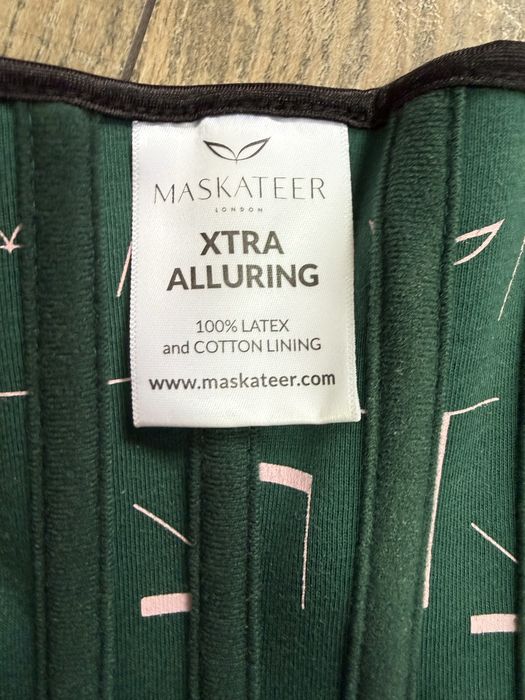 MASKATEER
LONDON
XTRA
ALLURING
100% LATEX
and COTTON LINING
www.maskateer.com